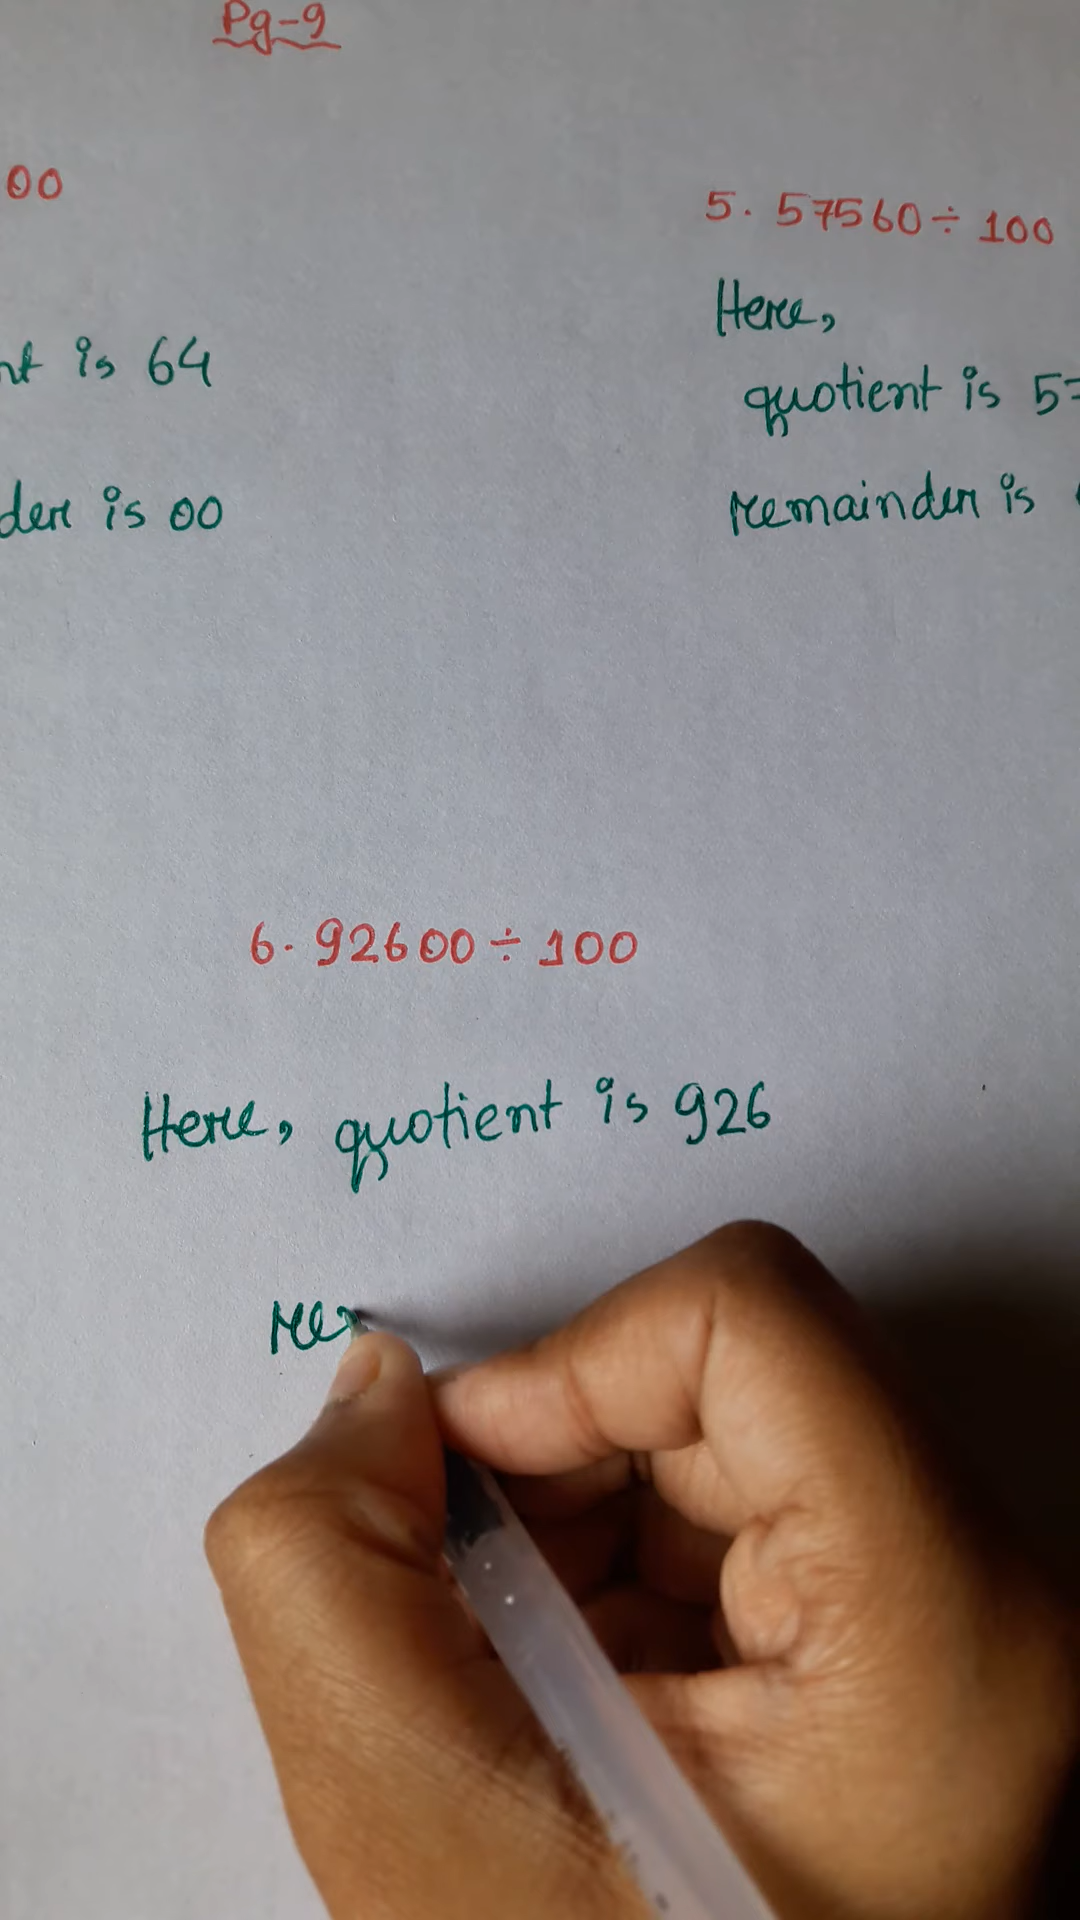 Pg-9
00
5. 57560 ÷ 100
Here,
is 64
quotient is 57
is 00
remainder is
6. 92600 ÷ 100
Here, quotient is 926